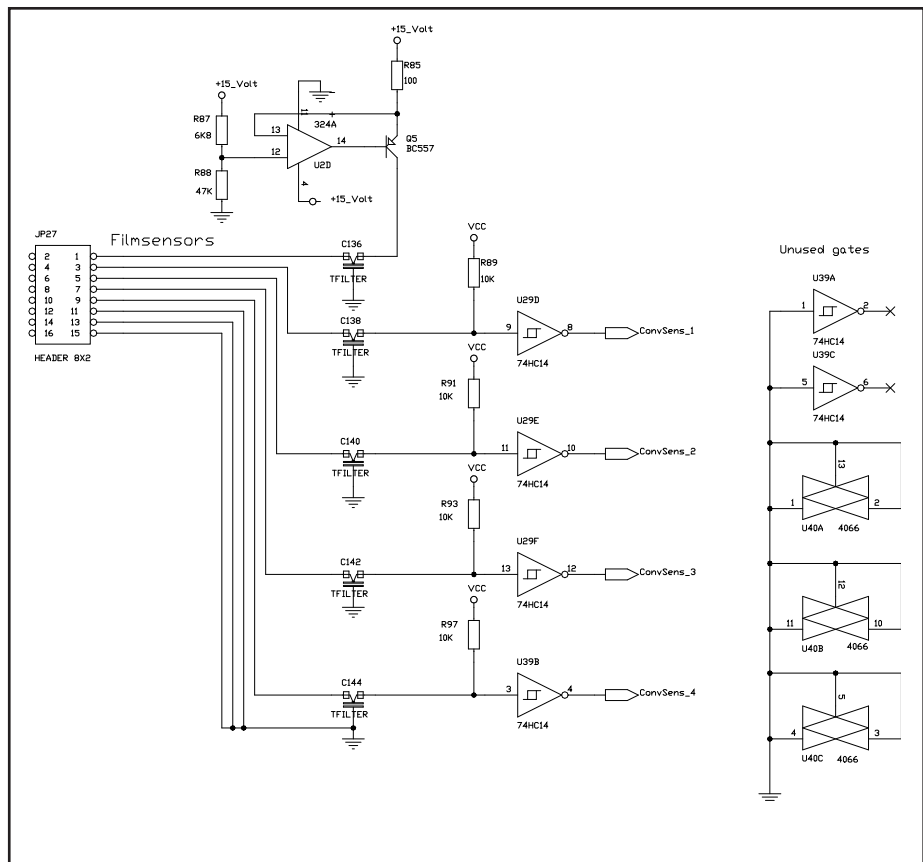 +15_Volt
R85
100
+15_Volt
11
+
324A
R87
6K8
13
14
Q5
BC557
12
U2D
R88
47K
4
+15_Volt
JP27
Filmsensors
2 1
4 3
6 5
8 7
10 9
12 11
14 13
16 15
HEADER 8X2
C136
TFILTER
VCC
R89
10K
U29D
C138
9
8
ConvSens_1
TFILTER
74HC14
VCC
R91
10K
U29E
C140
11
10
ConvSens_2
TFILTER
74HC14
VCC
R93
10K
U29F
C142
13
12
ConvSens_3
TFILTER
74HC14
VCC
R97
10K
U39B
C144
3
4
ConvSens_4
TFILTER
74HC14
Unused gates
U39A
1
2
74HC14
U39C
5
6
74HC14
13
1
2
U40A
4066
12
11
10
U40B
4066
5
4
3
U40C
4066